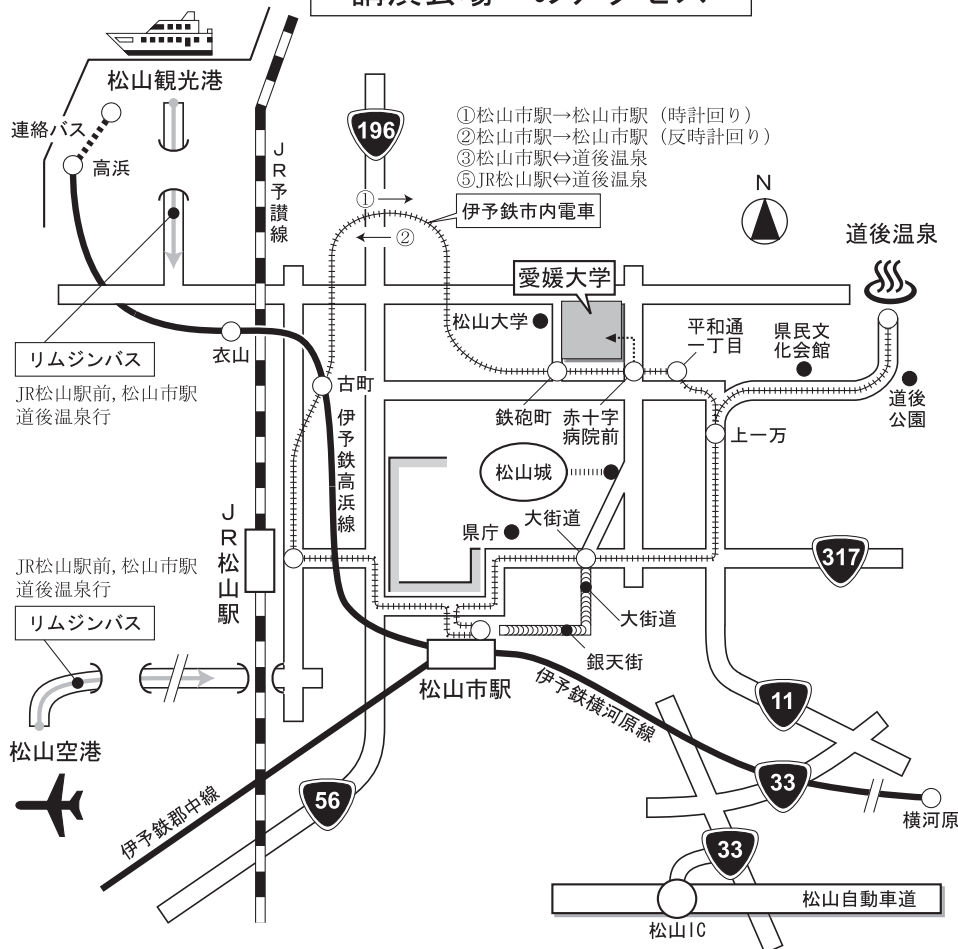 講演会場へのアクセス
松山観光港
連絡バス
高浜
JR予讃線
196
①松山市駅→松山市駅（時計回り）
②松山市駅→松山市駅（反時計回り）
③松山市駅⇔道後温泉
⑤JR松山駅⇔道後温泉
①
②
伊予鉄市内電車
N
道後温泉
愛媛大学
松山大学
平和通
一丁目
県民文
化会館
道後
公園
リムジンバス
JR松山駅前, 松山市駅
道後温泉行
衣山
古町
伊予鉄高浜線
鉄砲町
赤十字
病院前
上一万
松山城
大街道
県庁
JR松山駅
317
JR松山駅前, 松山市駅
道後温泉行
リムジンバス
大街道
銀天街
松山市駅
伊予鉄横河原線
松山空港
11
33
56
伊予鉄郡中線
横河原
33
松山自動車道
松山IC